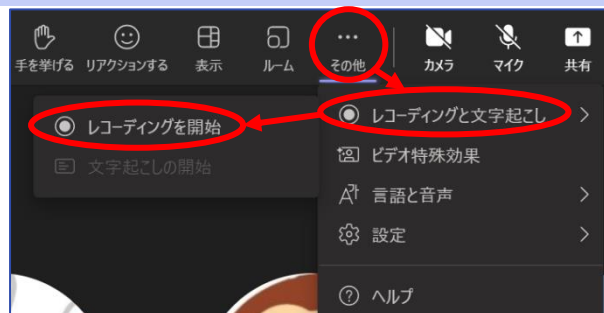 手を挙げる リアクションする 表示 ルーム その他 カメラ マイク 共有
レコーディングと文字起こし
レコーディングを開始
ビデオ特殊効果
文字起こしの開始
言語と音声
設定
ヘルプ